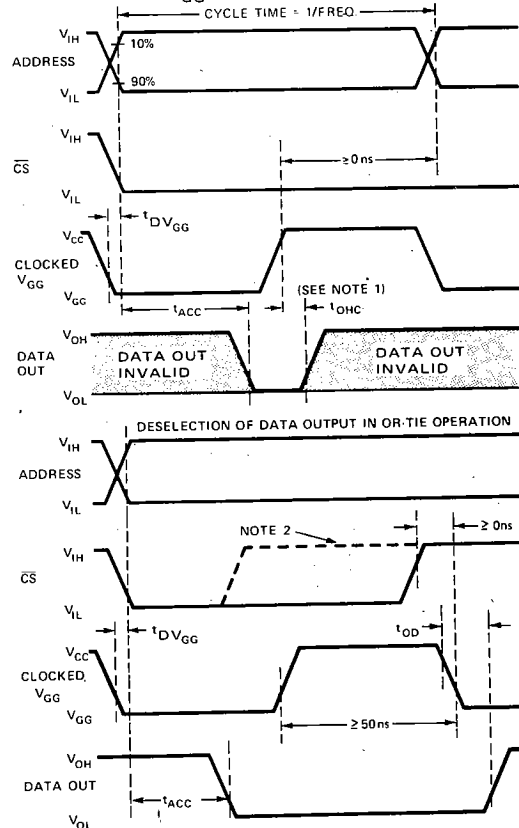 CYCLE TIME = 1/FREQ.
VIH
10%
ADDRESS
90%
VIL
VIH
CS
≥0ns
VIL
tDVGG
VCC
CLOCKED
VGG
VGG
tACC
(SEE NOTE 1)
tOHC
VOH
DATA
OUT
DATA OUT
INVALID
DATA OUT
INVALID
VOL
DESELECTION OF DATA OUTPUT IN OR-TIE OPERATION
VIH
ADDRESS
VIL
NOTE 2
≥ 0ns
VIH
CS
VIL
tDVGG
tOD
VCC
CLOCKED
VGG
VGG
≥50ns
VOH
DATA OUT
tACC
VOL